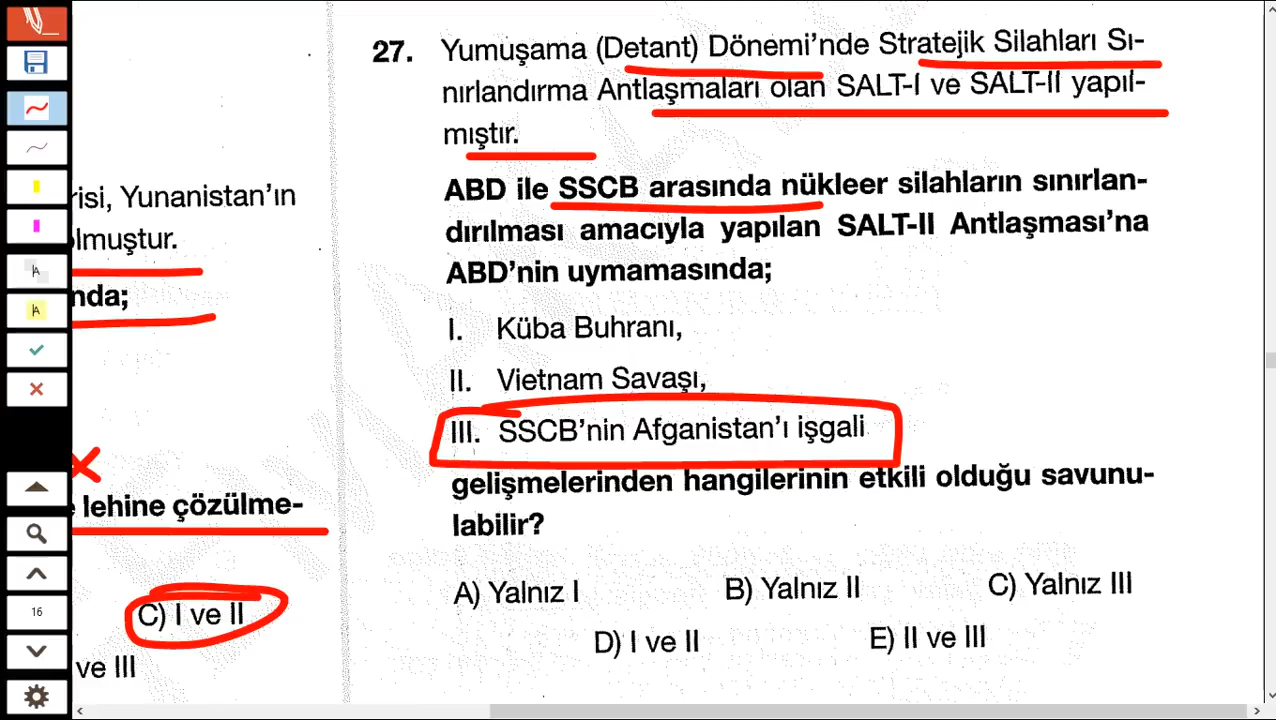 risi, Yunanistan’ın
lmuştur.
nda;
lehine çözülme-
C) I ve II
ve III
27. Yumuşama (Detant) Dönemi’nde Stratejik Silahları Sı-
nırlandırma Antlaşmaları olan SALT-I ve SALT-II yapıl-
mıştır.
ABD ile SSCB arasında nükleer silahların sınırlan-
dırılması amacıyla yapılan SALT-II Antlaşması’na
ABD’nin uymamasında;
I. Küba Buhranı,
II. Vietnam Savaşı,
III. SSCB’nin Afganistan’ı işgali
gelişmelerinden hangilerinin etkili olduğu savunu-
labilir?
A) Yalnız I B) Yalnız II C) Yalnız III
D) I ve II E) II ve III
16